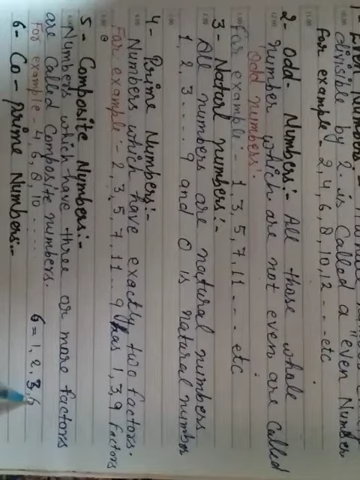 Even Numbers
divisible by 2. is called a "even Number
For example - 2, 4, 6, 8, 10, 12 ... etc
2- Odd- Numbers:- All those whole
number which are not even are called
odd numbers:-
For example:- 1, 3, 5, 7, 11 ... etc
3- Naturl numbers:-
All numbers are natural numbers
1, 2, 3 .... 9 and 0 is natural number
4- Prime Numbers:-
Numbers which have exactly two factors.
For example:- 2, 3, 5, 7, 11 .. 9 has 1, 3, 9 factors
5- Composite Numbers:-
Numbers which have three or more factors
are Called Composite numbers.
For example 4, 6, 8, 10 .... 6 = 1, 2, 3, 6
6- Co-prime Numbers:-